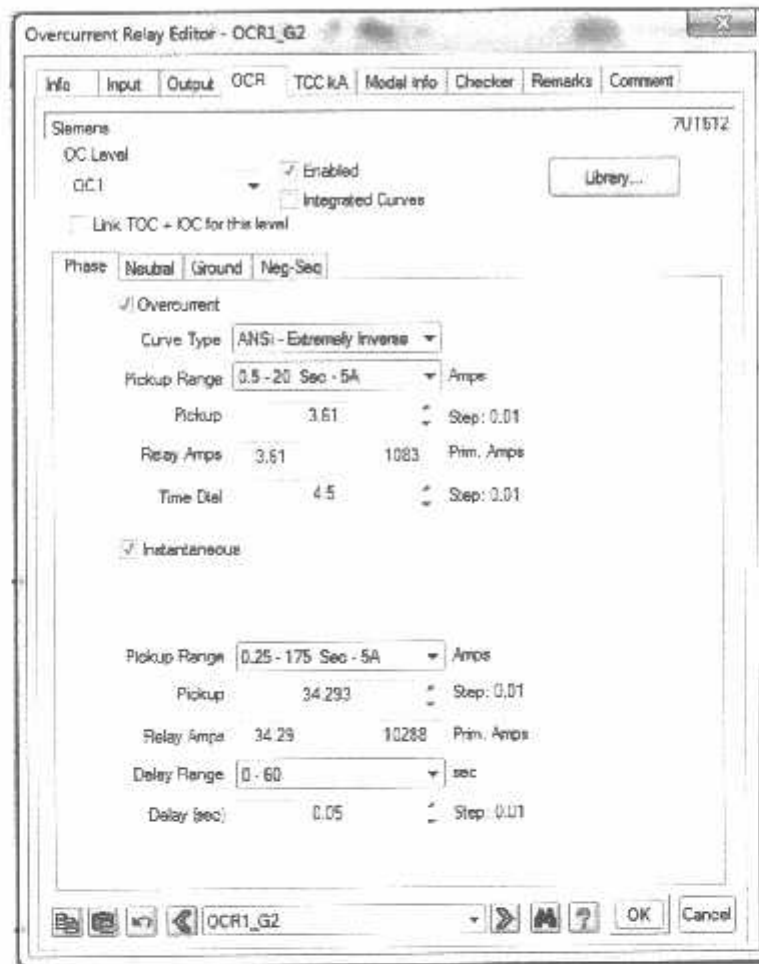 Overcurrent Relay Editor - OCR1_G2
Info Input Output OCR TCC kA Model Info Checker Remarks Comment
Siemens 7UT612
OC Level
OC1
Enabled
Integrated Curves
Library...
Link TOC + IOC for this level
Phase Neutral Ground Neg-Seq
Overcurrent
Curve Type ANSI - Extremely Inverse
Pickup Range 0.5 - 20 Sec - 5A Amps
Pickup 3.61 Step: 0.01
Relay Amps 3.61 1083 Prim. Amps
Time Dial 4.5 Step: 0.01
Instantaneous
Pickup Range 0.25 - 175 Sec - 5A Amps
Pickup 34.293 Step: 0.01
Relay Amps 34.29 10288 Prim. Amps
Delay Range 0 - 60 sec
Delay (sec) 0.05 Step: 0.01
OCR1_G2 OK Cancel